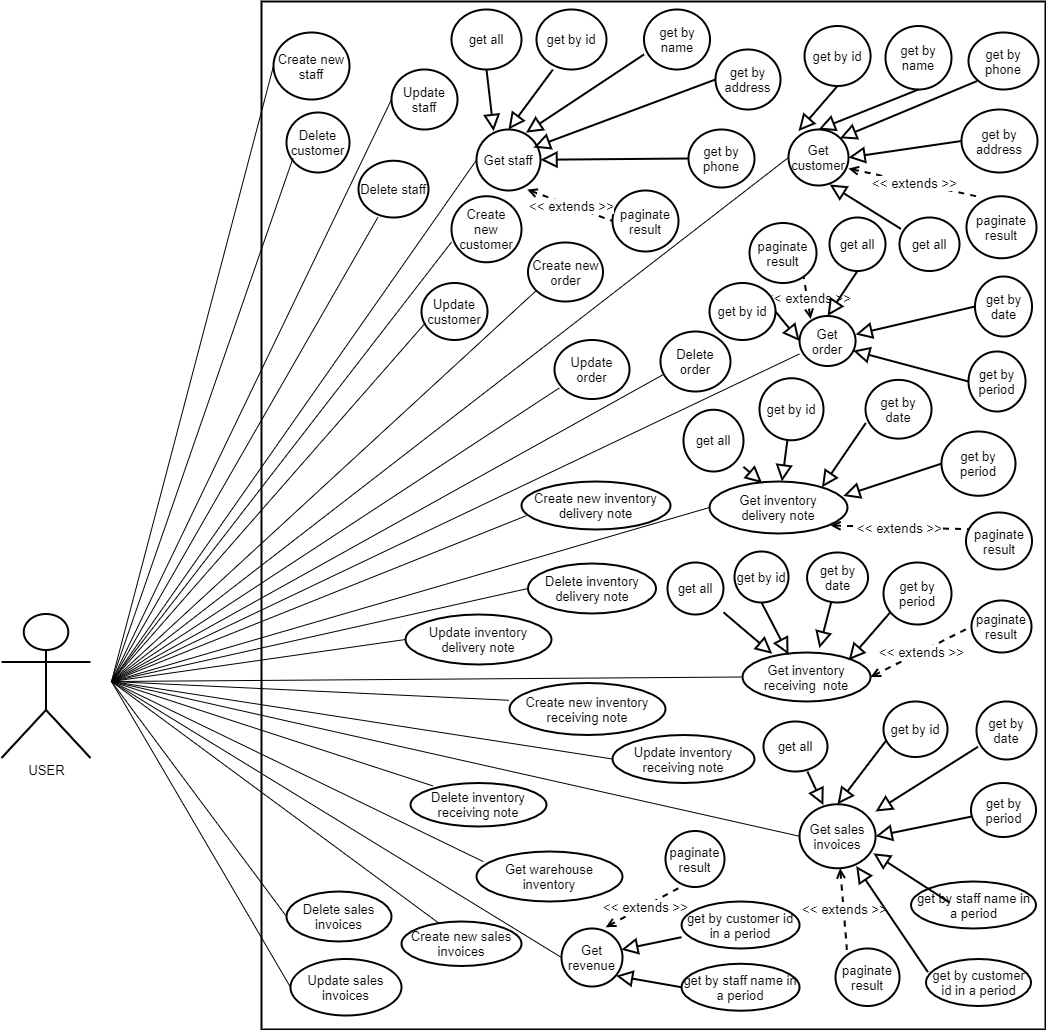 Create new
staff
get all
get by id
get by
name
get by id
get by
name
get by
phone
Update
staff
get by
address
Delete
customer
Get staff
get by
phone
Get
customer
get by
address
Delete staff
<< extends >>
<< extends >>
Create
new
customer
paginate
result
paginate
result
paginate
result
get all
get all
Create new
order
Update
customer
get by id
< extends >>
Get
order
get by
date
Update
order
Delete
order
get by
period
get all
get by id
get by
date
get by
period
Create new inventory
delivery note
Get inventory
delivery note
<< extends >>
paginate
result
Delete inventory
delivery note
get all
get by id
get by
date
get by
period
paginate
result
Update inventory
delivery note
<< extends >>
Get inventory
receiving note
Create new inventory
receiving note
Update inventory
receiving note
get all
get by id
get by
date
USER
Delete inventory
receiving note
get by
period
Get sales
invoices
Get warehouse
inventory
paginate
result
<< extends >>
<< extends >>
get by staff name in
a period
Delete sales
invoices
Create new sales
invoices
get by customer id
in a period
Get
revenue
Update sales
invoices
get by staff name in
a period
paginate
result
get by customer
id in a period